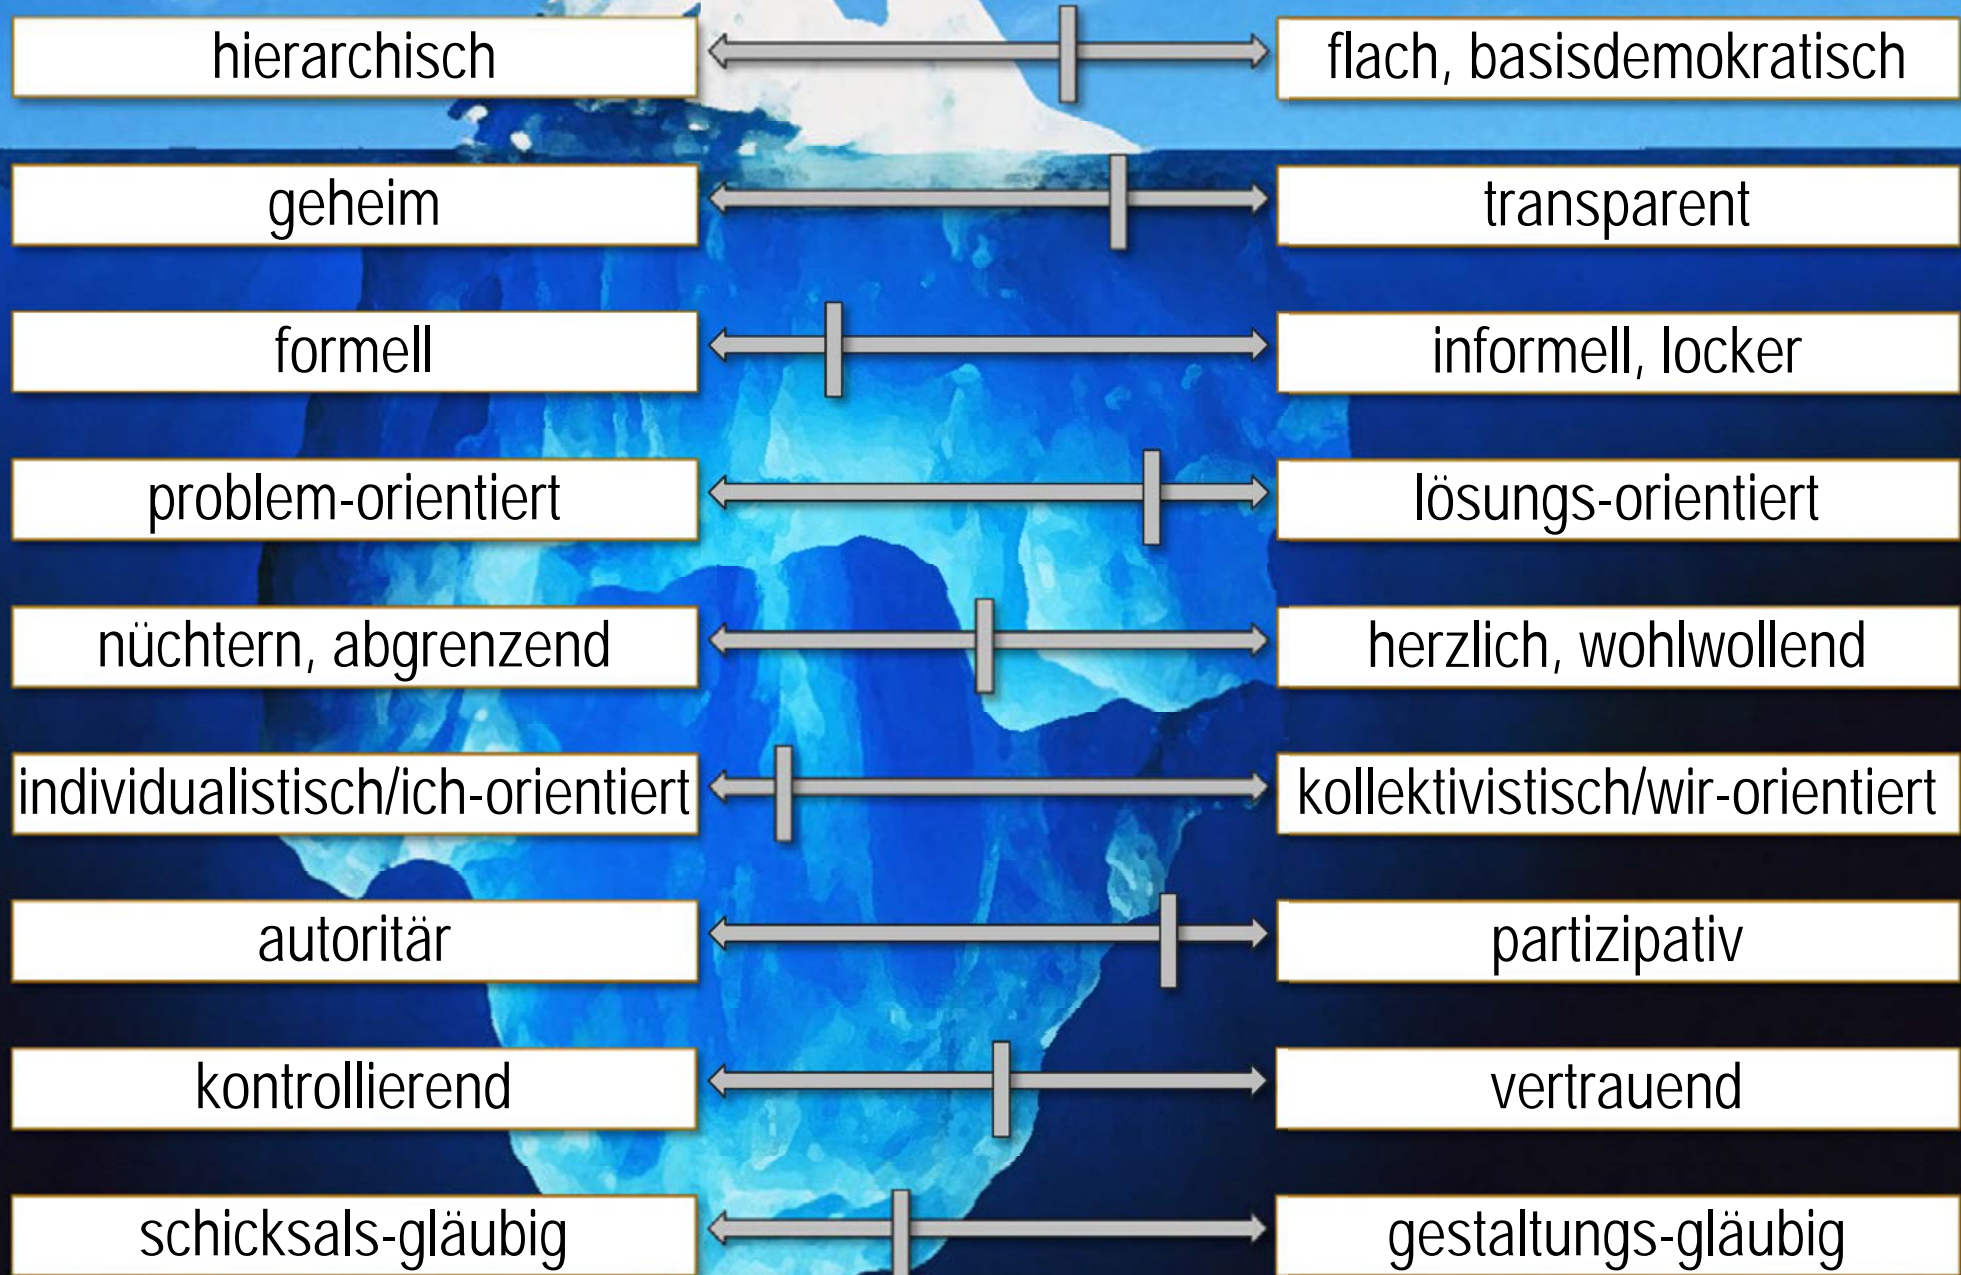 hierarchisch
flach, basisdemokratisch
geheim
transparent
formell
informell, locker
problem-orientiert
lösungs-orientiert
nüchtern, abgrenzend
herzlich, wohlwollend
individualistisch/ich-orientiert
kollektivistisch/wir-orientiert
autoritär
partizipativ
kontrollierend
vertrauend
schicksals-gläubig
gestaltungs-gläubig